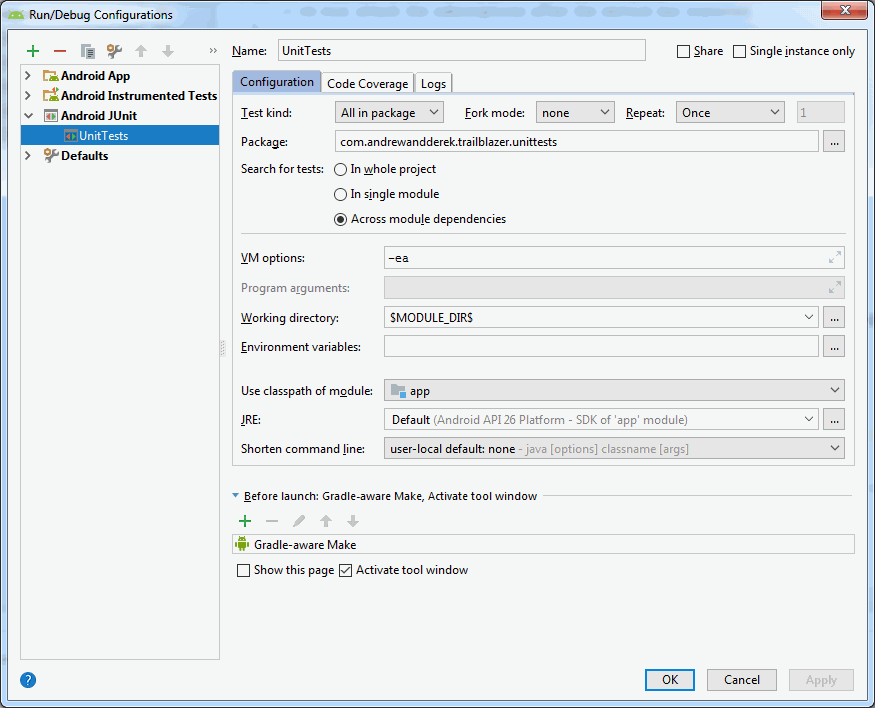 Run/Debug Configurations
Name: UnitTests Share Single instance only
Android App
Android Instrumented Tests
Android JUnit
UnitTests
Defaults
Configuration Code Coverage Logs
Test kind: All in package Fork mode: none Repeat: Once 1
Package: com.andrewandderek.trailblazer.unittests ...
Search for tests: In whole project
In single module
Across module dependencies
VM options: -ea
Program arguments:
Working directory: $MODULE_DIR$ ...
Environment variables: ...
Use classpath of module: app
JRE: Default (Android API 26 Platform - SDK of 'app' module) ...
Shorten command line: user-local default: none - java [options] classname [args]
Before launch: Gradle-aware Make, Activate tool window
Gradle-aware Make
Show this page Activate tool window
? OK Cancel Apply